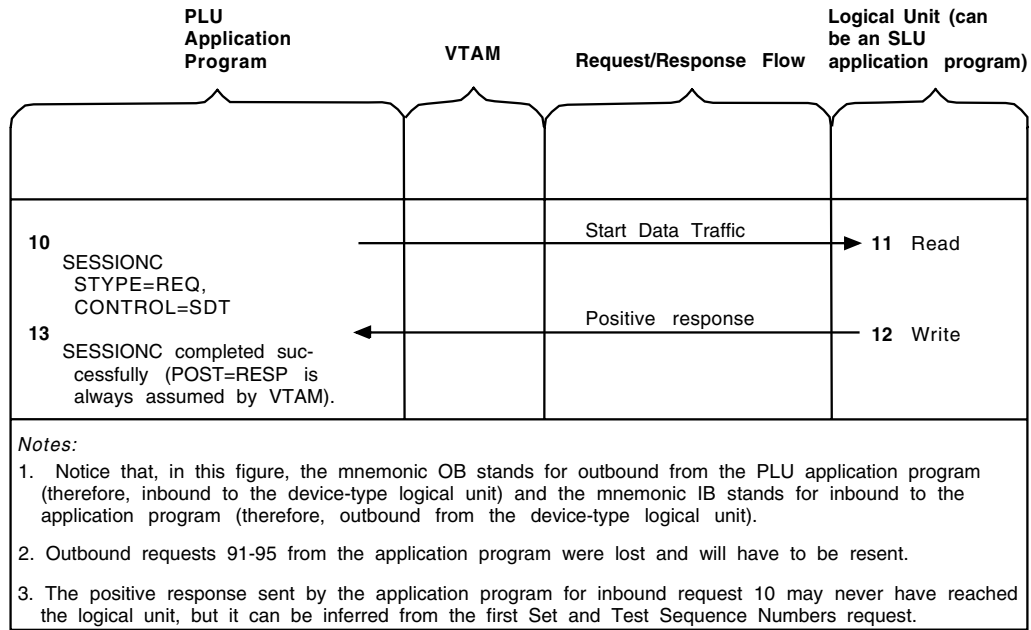 PLU
Application
Program
VTAM
Request/Response Flow
Logical Unit (can
be an SLU
application program)
10
SESSIONC
STYPE=REQ,
CONTROL=SDT
Start Data Traffic
11 Read
13
SESSIONC completed suc-
cessfully (POST=RESP is
always assumed by VTAM).
Positive response
12 Write
Notes:
1. Notice that, in this figure, the mnemonic OB stands for outbound from the PLU application program
(therefore, inbound to the device-type logical unit) and the mnemonic IB stands for inbound to the
application program (therefore, outbound from the device-type logical unit).
2. Outbound requests 91-95 from the application program were lost and will have to be resent.
3. The positive response sent by the application program for inbound request 10 may never have reached
the logical unit, but it can be inferred from the first Set and Test Sequence Numbers request.